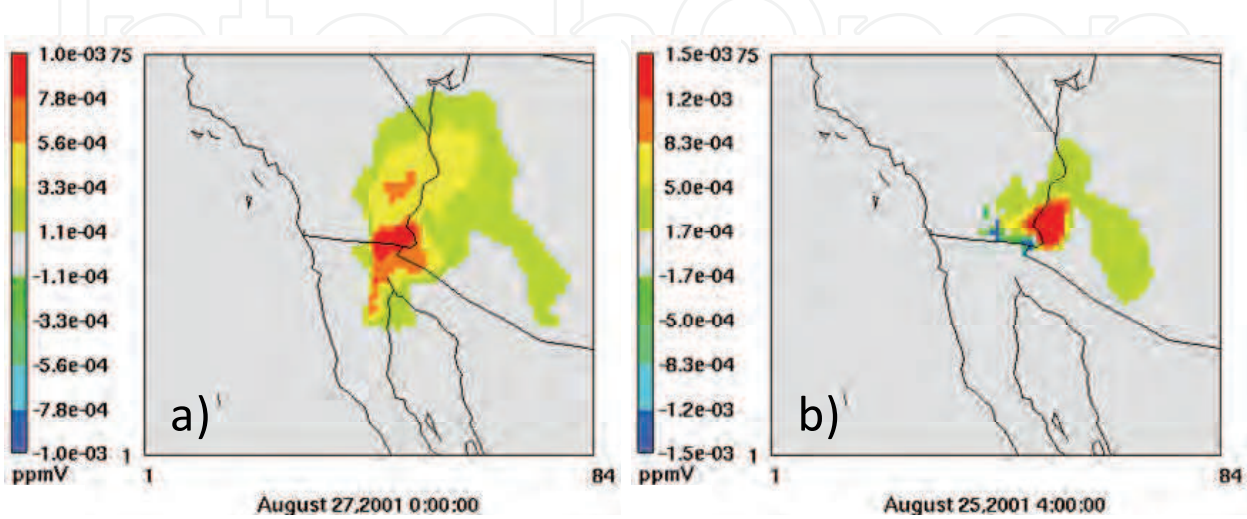 1.0e-03 75
7.8e-04
5.6e-04
3.3e-04
1.1e-04
-1.1e-04
-3.3e-04
-5.6e-04
-7.8e-04
-1.0e-03 1
ppmV
1 84
a)
August 27,2001 0:00:00
1.5e-03 75
1.2e-03
8.3e-04
5.0e-04
1.7e-04
-1.7e-04
-5.0e-04
-8.3e-04
-1.2e-03
-1.5e-03 1
ppmV
1 84
b)
August 25,2001 4:00:00